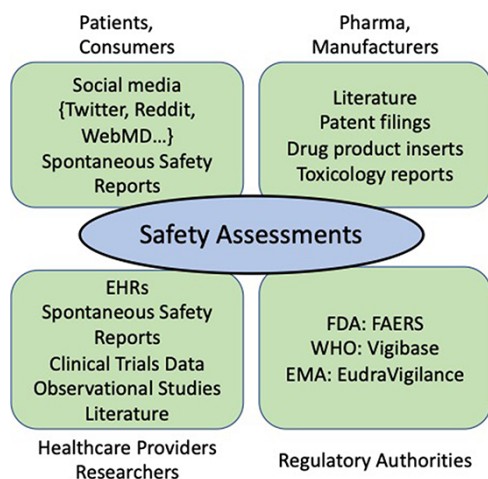 Patients,
Consumers
Social media
{Twitter, Reddit,
WebMD...}
Spontaneous Safety
Reports
Pharma,
Manufacturers
Literature
Patent filings
Drug product inserts
Toxicology reports
Safety Assessments
EHRs
Spontaneous Safety
Reports
Clinical Trials Data
Observational Studies
Literature
Healthcare Providers
Researchers
FDA: FAERS
WHO: Vigibase
EMA: EudraVigilance
Regulatory Authorities